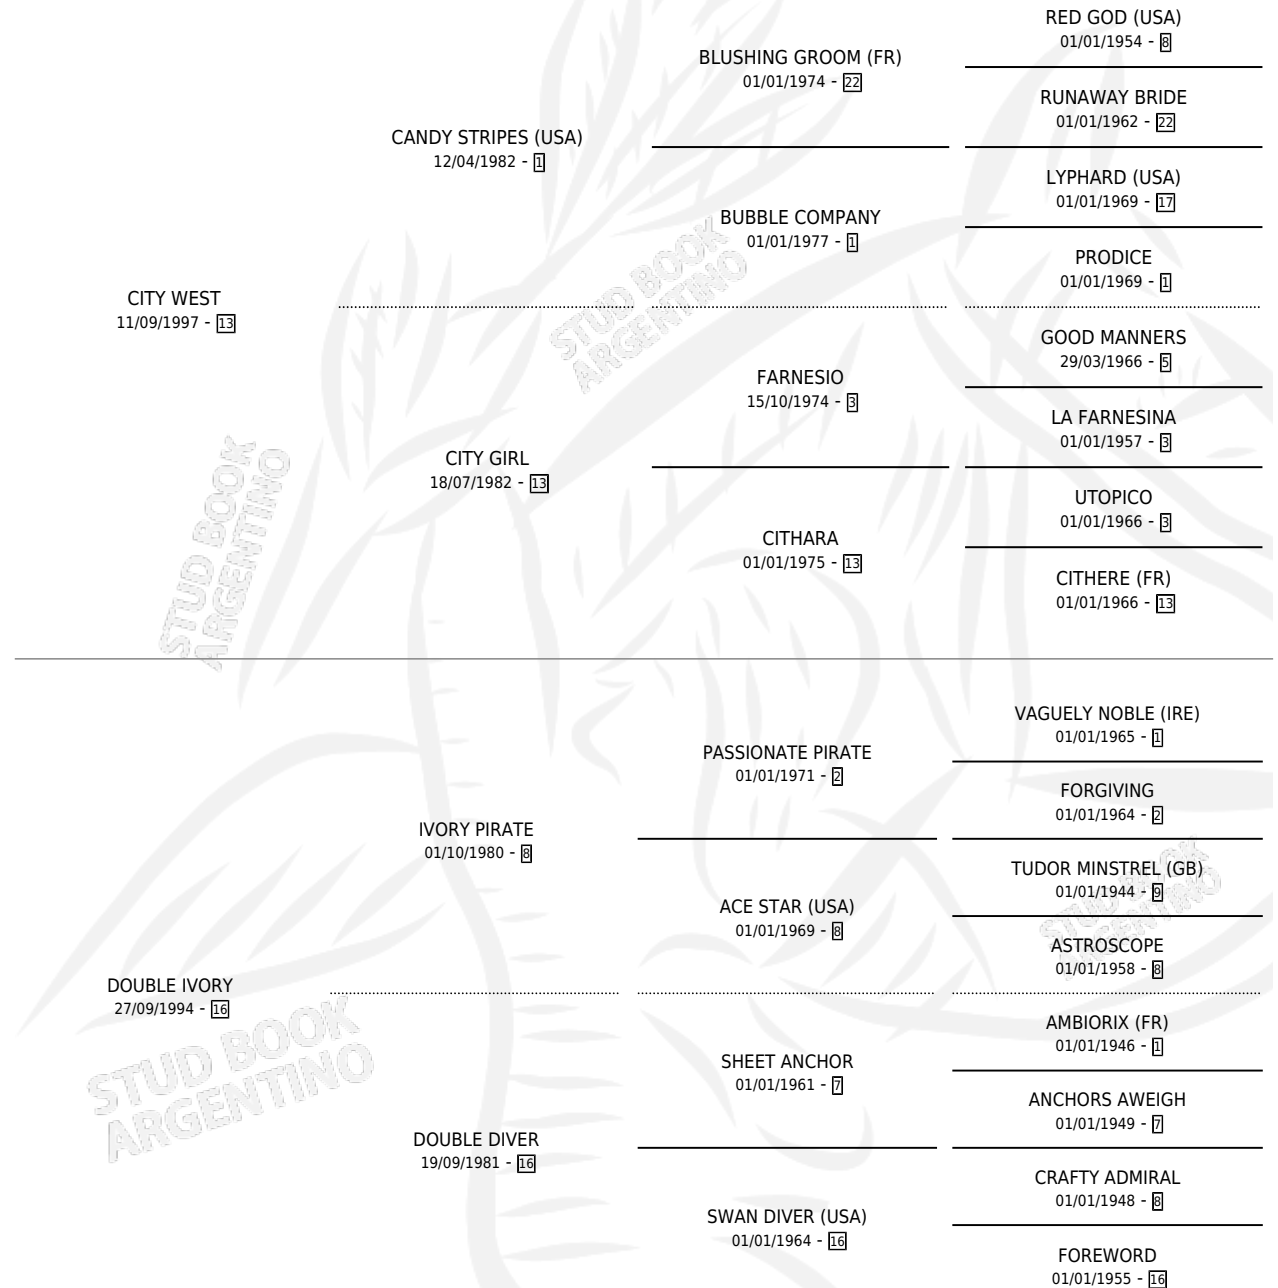 RED GOD (USA)
01/01/1954 - 8
BLUSHING GROOM (FR)
01/01/1974 - 22
RUNAWAY BRIDE
01/01/1962 - 22
CANDY STRIPES (USA)
12/04/1982 - 1
LYPHARD (USA)
01/01/1969 - 17
BUBBLE COMPANY
01/01/1977 - 1
PRODICE
01/01/1969 - 1
CITY WEST
11/09/1997 - 13
STUD BOOK
ARGENTINO
GOOD MANNERS
29/03/1966 - 5
FARNESIO
15/10/1974 - 3
LA FARNESINA
01/01/1957 - 3
CITY GIRL
18/07/1982 - 13
UTOPICO
01/01/1966 - 3
CITHARA
01/01/1975 - 13
CITHERE (FR)
01/01/1966 - 13
STUD BOOK
ARGENTINO
VAGUELY NOBLE (IRE)
01/01/1965 - 1
PASSIONATE PIRATE
01/01/1971 - 2
FORGIVING
01/01/1964 - 2
IVORY PIRATE
01/10/1980 - 8
TUDOR MINSTREL (GB)
01/01/1944 - 9
ACE STAR (USA)
01/01/1969 - 8
STUD BOOK
ARGENTINO
ASTROSCOPE
01/01/1958 - 8
DOUBLE IVORY
27/09/1994 - 16
AMBIORIX (FR)
01/01/1946 - 1
SHEET ANCHOR
01/01/1961 - 7
ANCHORS AWEIGH
01/01/1949 - 7
STUD BOOK
ARGENTINO
DOUBLE DIVER
19/09/1981 - 16
CRAFTY ADMIRAL
01/01/1948 - 8
SWAN DIVER (USA)
01/01/1964 - 16
FOREWORD
01/01/1955 - 16